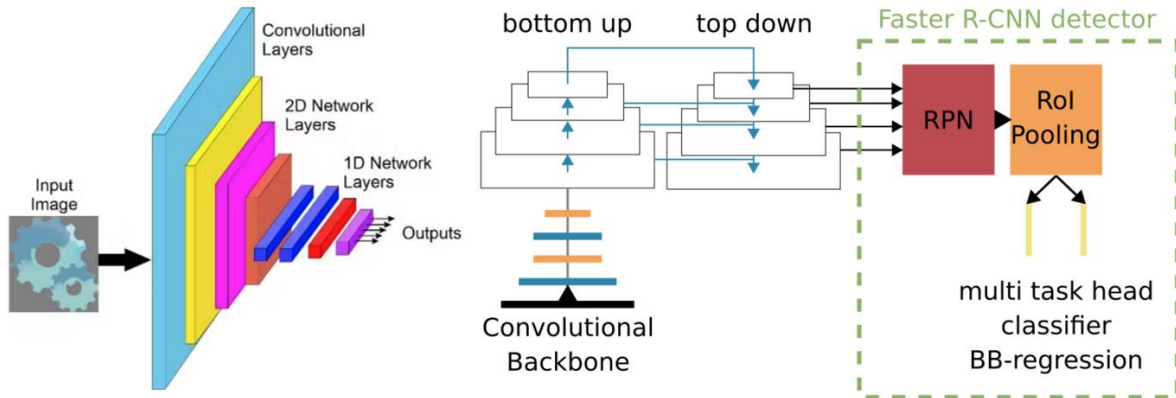 Convolutional
Layers
2D Network
Layers
1D Network
Layers
Input
Image
Outputs
bottom up
top down
Convolutional
Backbone
Faster R-CNN detector
RPN
RoI
Pooling
multi task head
classifier
BB-regression